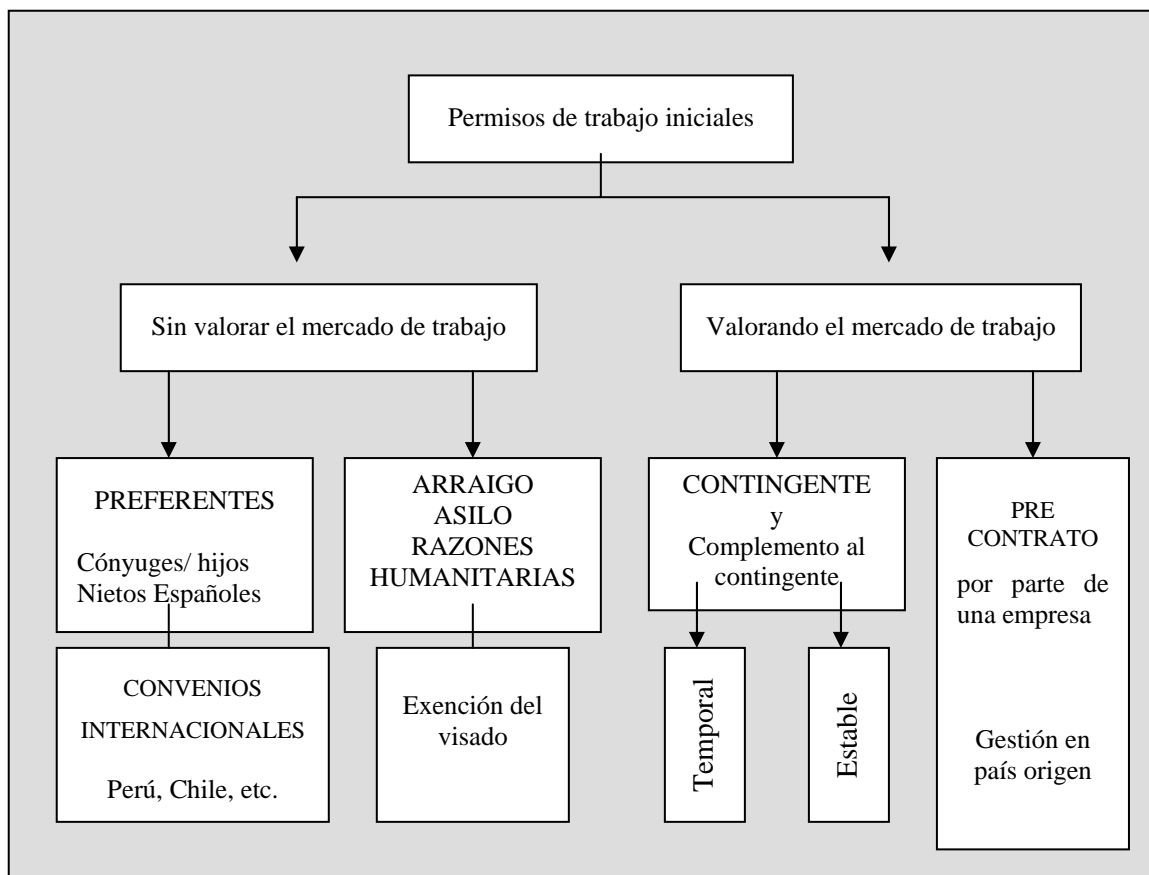 Permisos de trabajo iniciales
Sin valorar el mercado de trabajo
Valorando el mercado de trabajo
PREFERENTES
Cónyuges/ hijos
Nietos Españoles
ARRAIGO
ASILO
RAZONES
HUMANITARIAS
CONTINGENTE
y
Complemento al
contingente
PRE
CONTRATO
por parte de
una empresa
Gestión en
país origen
CONVENIOS
INTERNACIONALES
Perú, Chile, etc.
Exención del
visado
Temporal
Estable